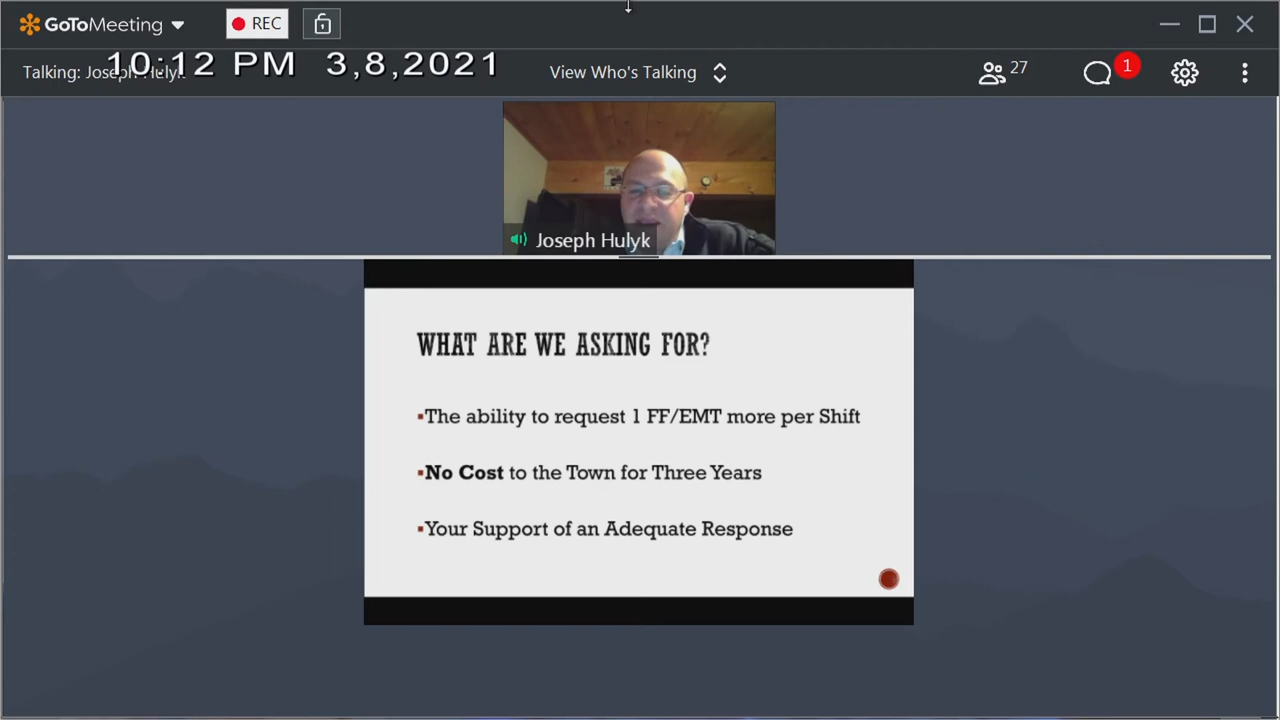 GoToMeeting
REC
10:12 PM 3,8,2021
Talking: Joseph Hulyk
View Who's Talking
27
1
Joseph Hulyk
WHAT ARE WE ASKING FOR?
▪The ability to request 1 FF/EMT more per Shift
▪No Cost to the Town for Three Years
▪Your Support of an Adequate Response